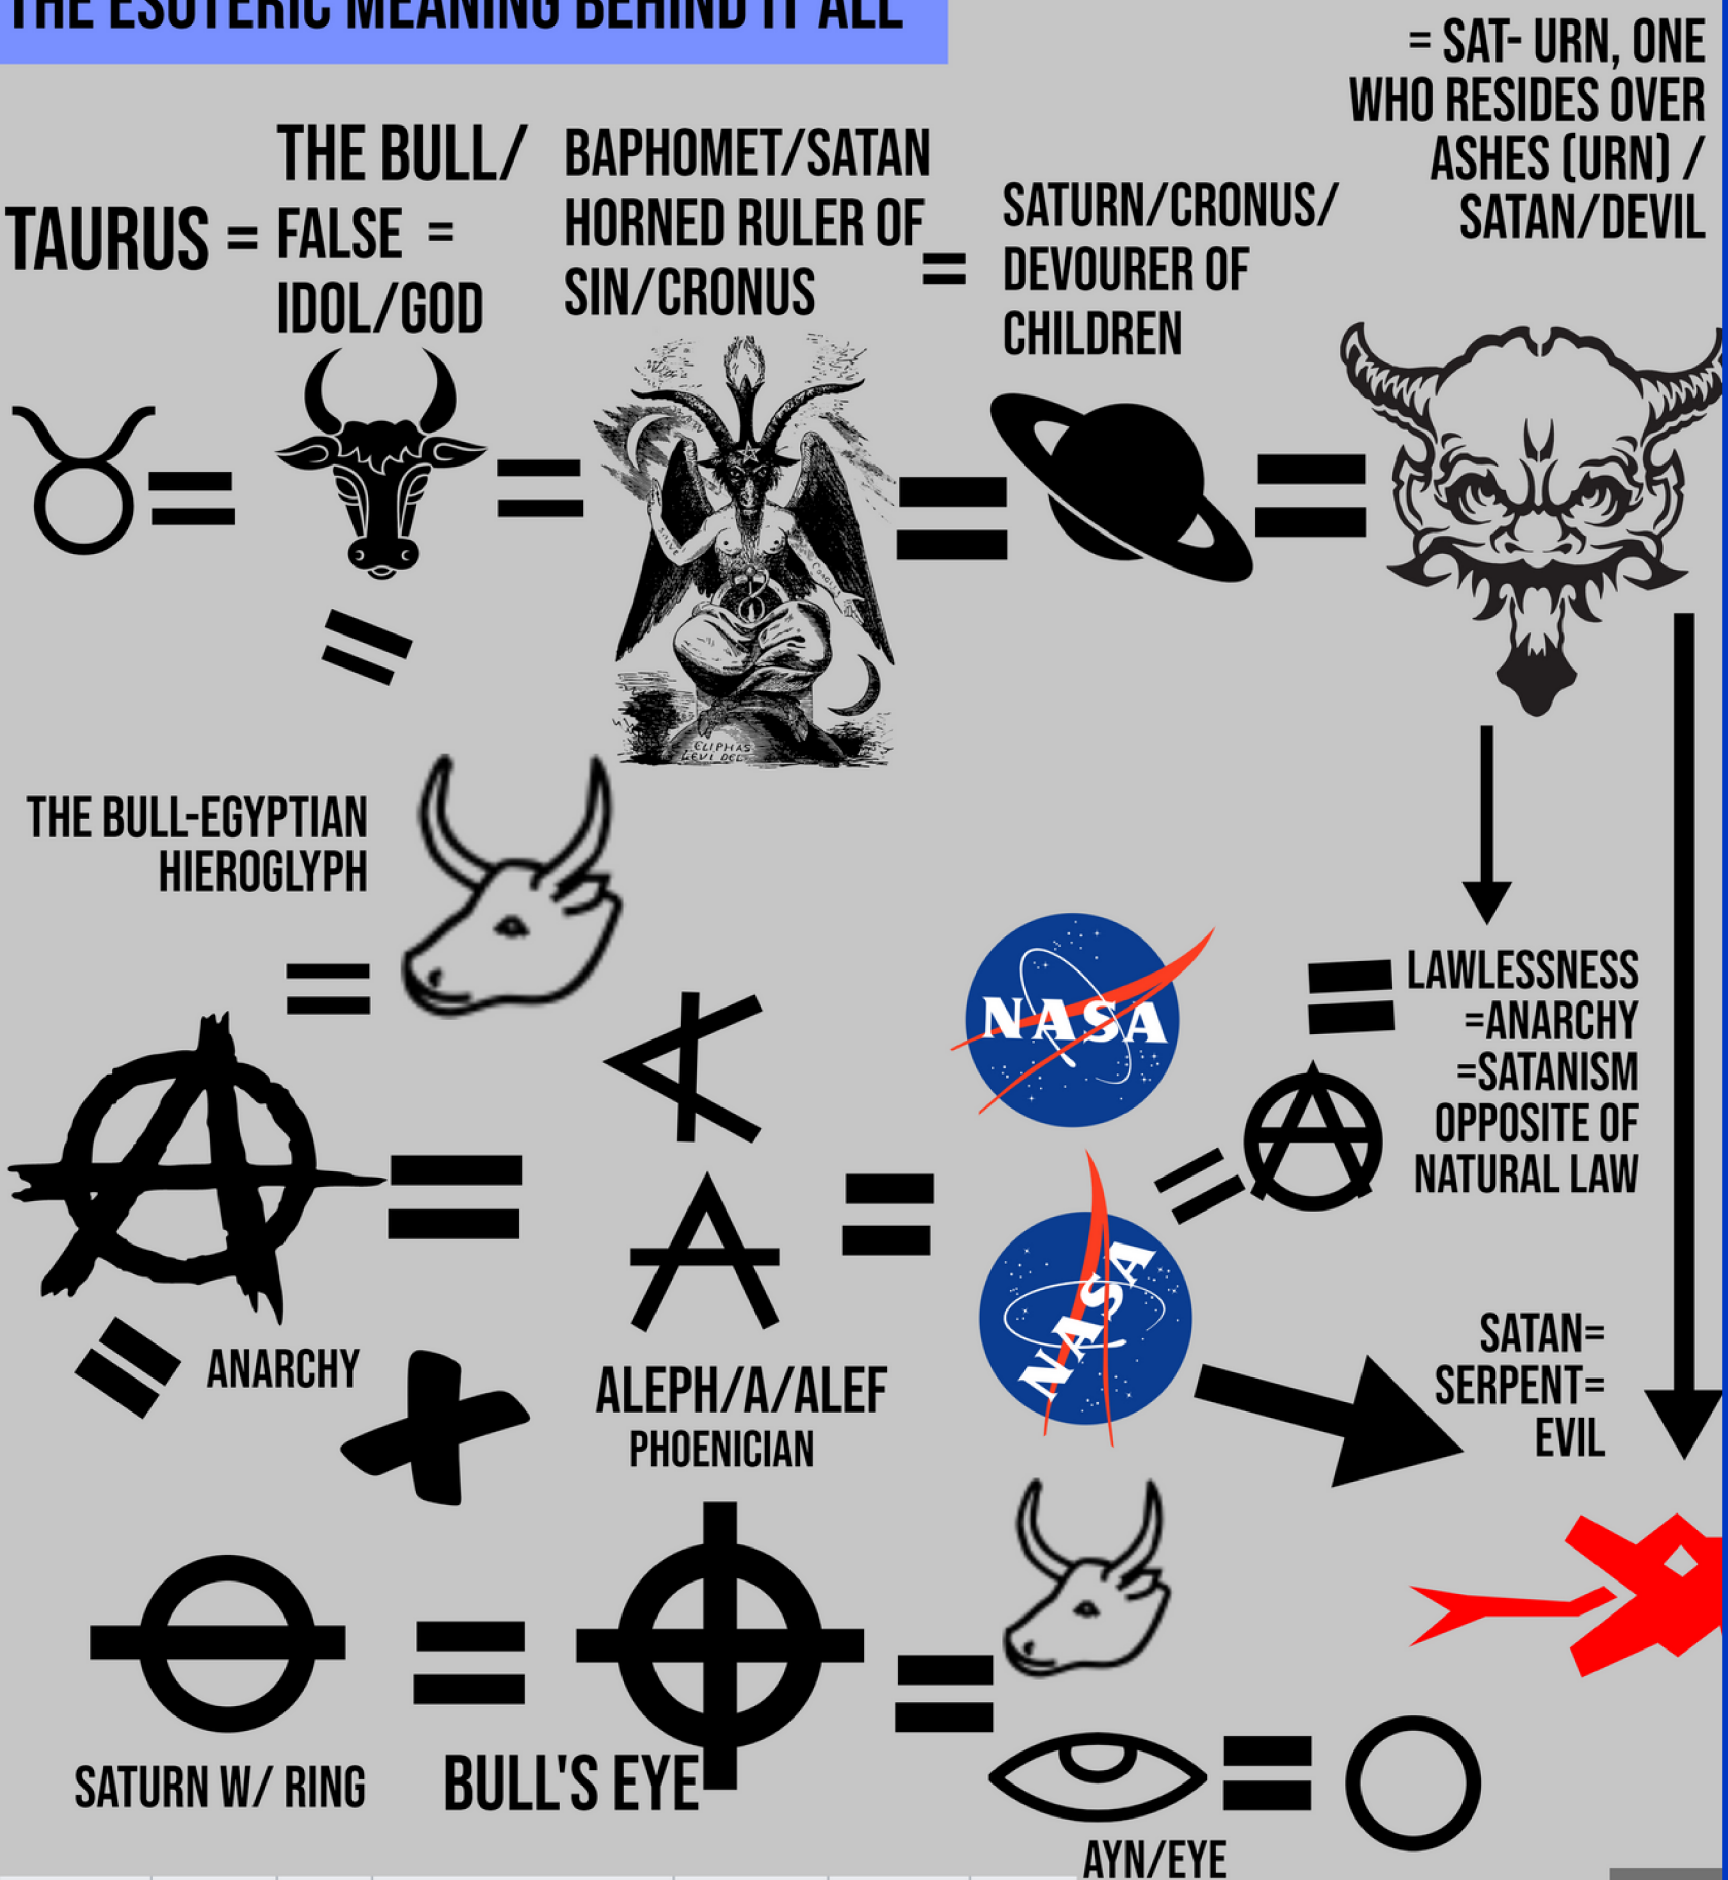 THE ESOTERIC MEANING BEHIND IT ALL
= SAT- URN, ONE
WHO RESIDES OVER
ASHES (URN) /
SATAN/DEVIL
TAURUS =
THE BULL/
FALSE =
IDOL/GOD
BAPHOMET/SATAN
HORNED RULER OF
SIN/CRONUS
=
SATURN/CRONUS/
DEVOURER OF
CHILDREN
= = = =
ELIPHAS
LEVI DEL
=
THE BULL-EGYPTIAN
HIEROGLYPH
=
NASA
=
LAWLESSNESS
=ANARCHY
=SATANISM
OPPOSITE OF
NATURAL LAW
= = =
NASA
=
ANARCHY
ALEPH/A/ALEF
PHOENICIAN
SATAN=
SERPENT=
EVIL
= =
SATURN W/ RING
BULL'S EYE
=
AYN/EYE